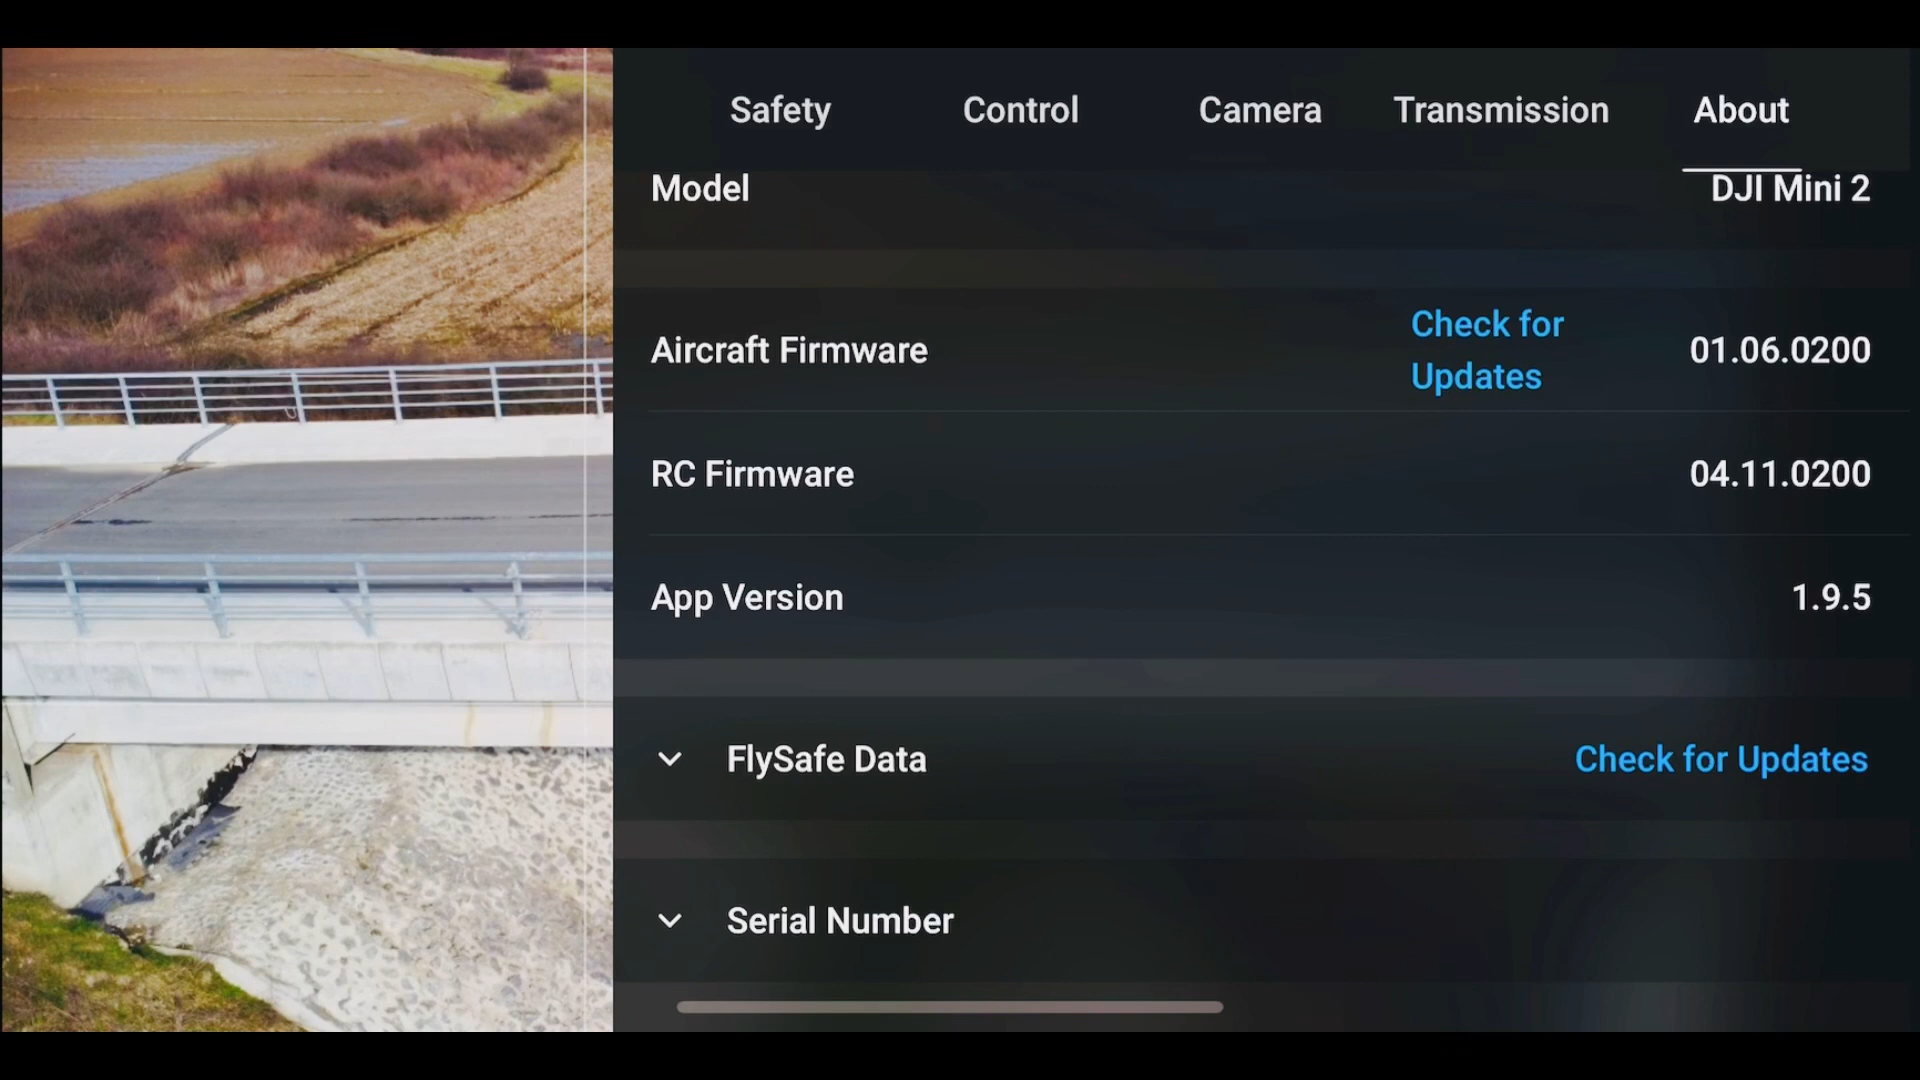 Safety Control Camera Transmission About
Model DJI Mini 2
Aircraft Firmware Check for Updates 01.06.0200
RC Firmware 04.11.0200
App Version 1.9.5
FlySafe Data Check for Updates
Serial Number